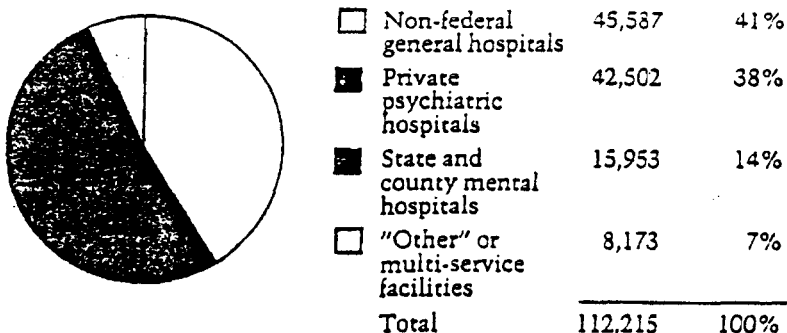 Non-federal 45,587 41%
general hospitals
Private 42,502 38%
psychiatric
hospitals
State and 15,953 14%
county mental
hospitals
"Other" or 8,173 7%
multi-service
facilities
Total 112,215 100%